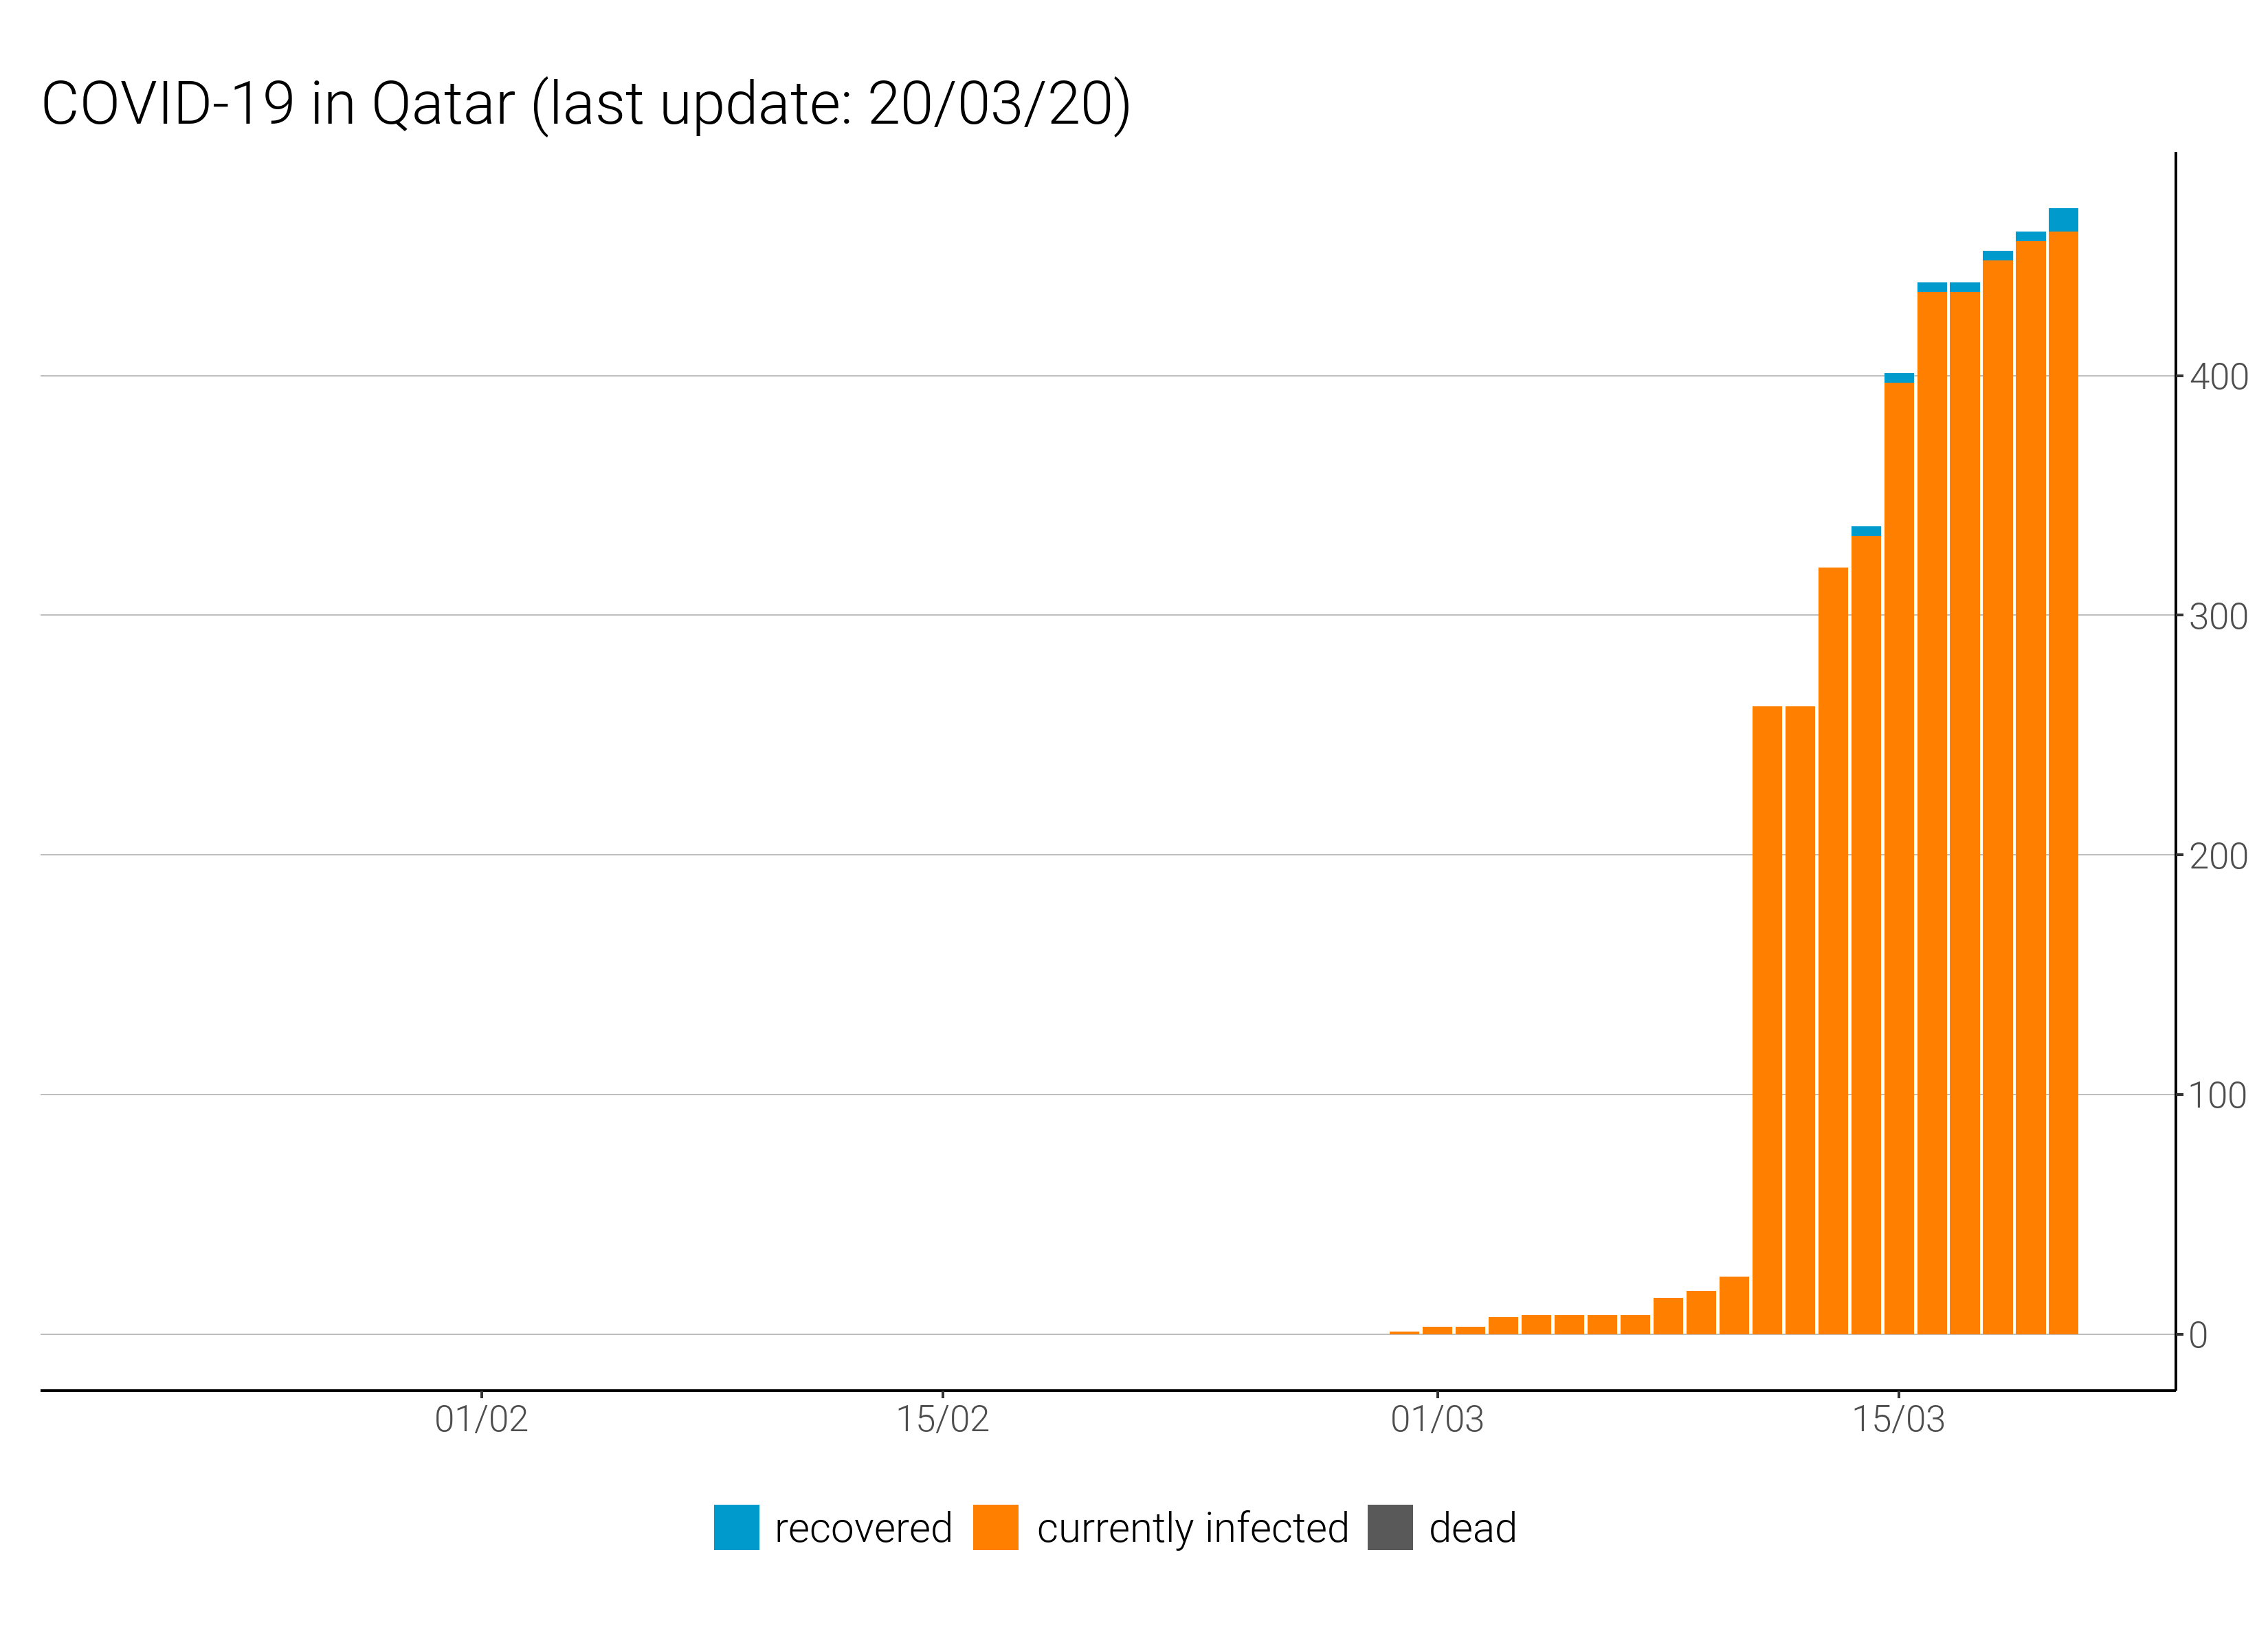 COVID-19 in Qatar (last update: 20/03/20)
400
300
200
100
0
01/02 15/02 01/03 15/03
recovered currently infected dead